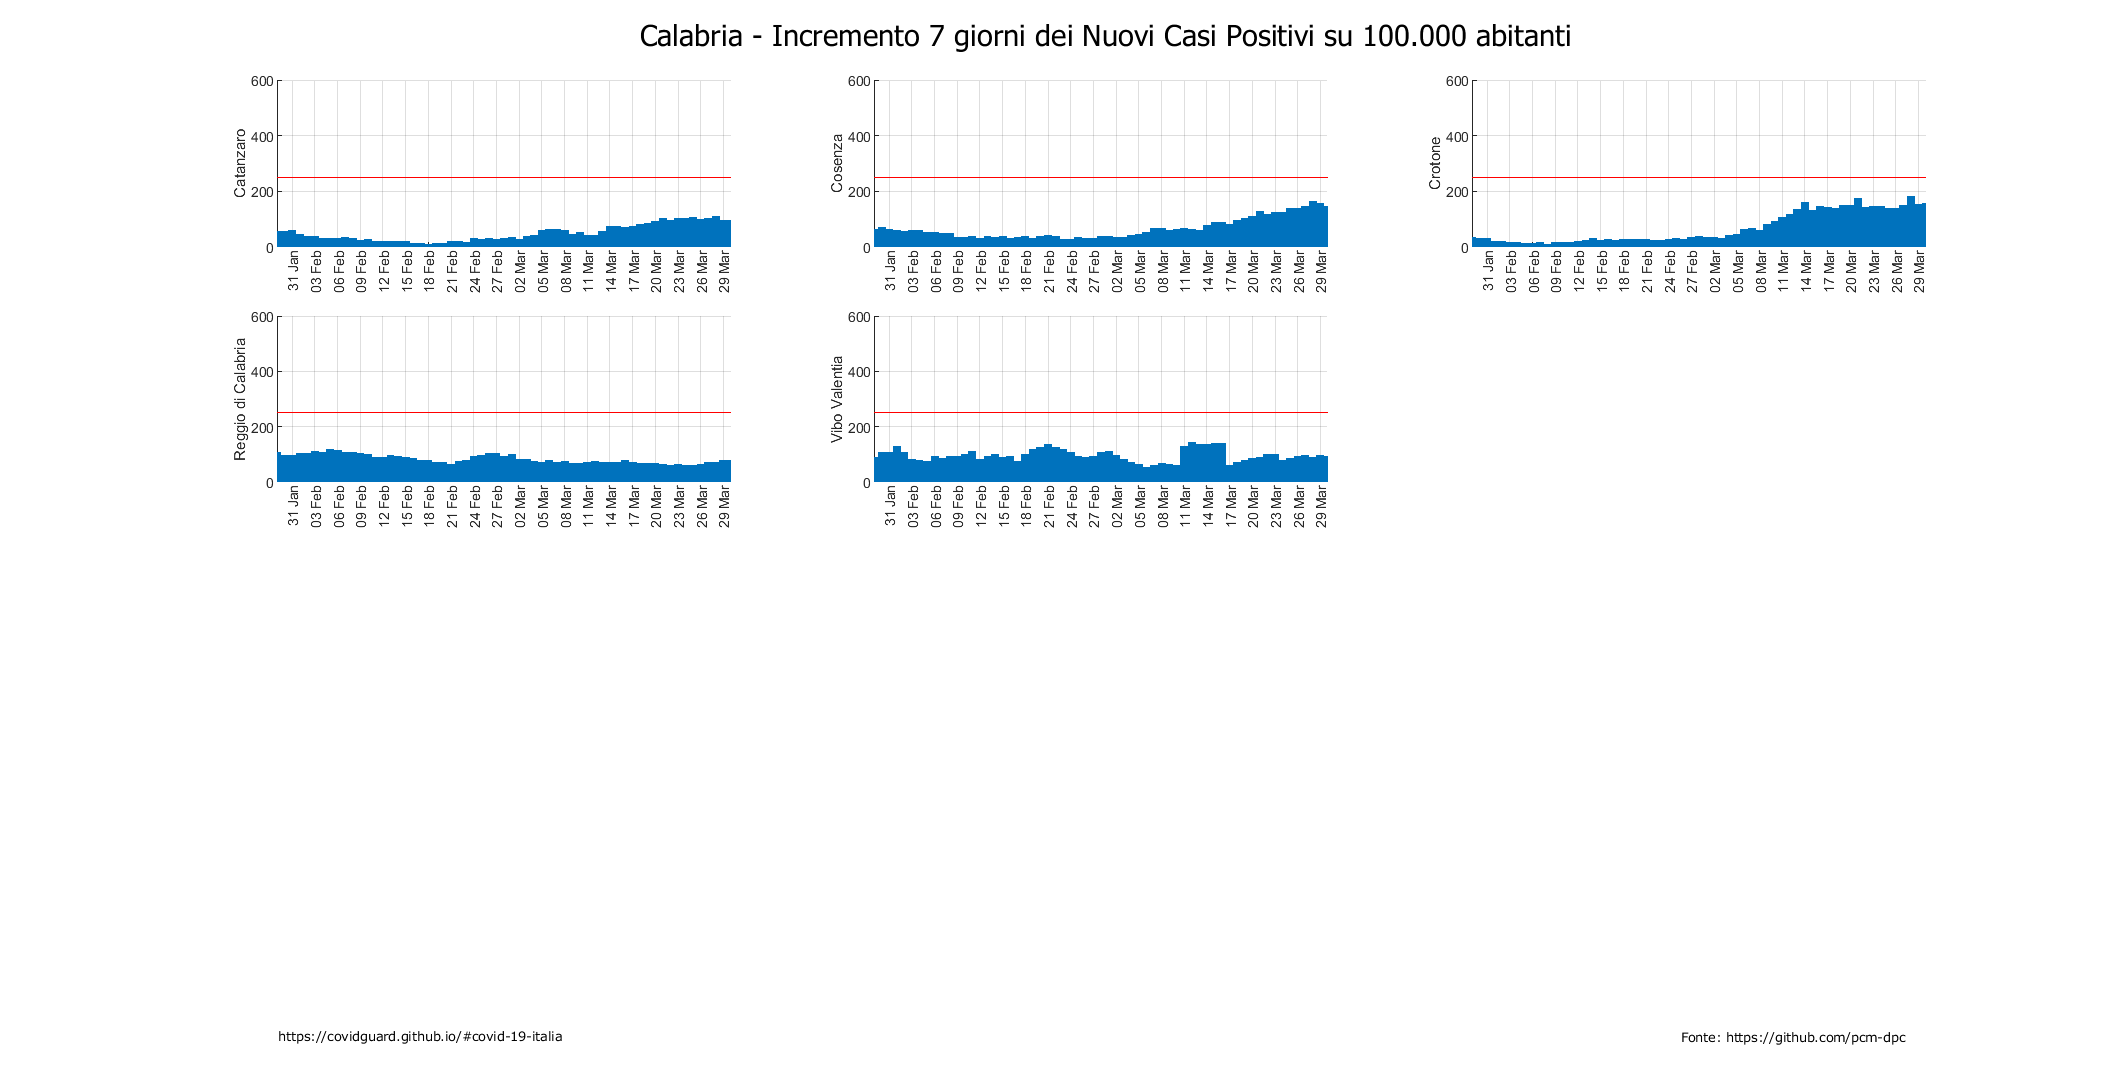 Calabria - Incremento 7 giorni dei Nuovi Casi Positivi su 100.000 abitanti
Catanzaro
600
400
200
0
31 Jan 03 Feb 06 Feb 09 Feb 12 Feb 15 Feb 18 Feb 21 Feb 24 Feb 27 Feb 02 Mar 05 Mar 08 Mar 11 Mar 14 Mar 17 Mar 20 Mar 23 Mar 26 Mar 29 Mar
Cosenza
600
400
200
0
31 Jan 03 Feb 06 Feb 09 Feb 12 Feb 15 Feb 18 Feb 21 Feb 24 Feb 27 Feb 02 Mar 05 Mar 08 Mar 11 Mar 14 Mar 17 Mar 20 Mar 23 Mar 26 Mar 29 Mar
Crotone
600
400
200
0
31 Jan 03 Feb 06 Feb 09 Feb 12 Feb 15 Feb 18 Feb 21 Feb 24 Feb 27 Feb 02 Mar 05 Mar 08 Mar 11 Mar 14 Mar 17 Mar 20 Mar 23 Mar 26 Mar 29 Mar
Reggio di Calabria
600
400
200
0
31 Jan 03 Feb 06 Feb 09 Feb 12 Feb 15 Feb 18 Feb 21 Feb 24 Feb 27 Feb 02 Mar 05 Mar 08 Mar 11 Mar 14 Mar 17 Mar 20 Mar 23 Mar 26 Mar 29 Mar
Vibo Valentia
600
400
200
0
31 Jan 03 Feb 06 Feb 09 Feb 12 Feb 15 Feb 18 Feb 21 Feb 24 Feb 27 Feb 02 Mar 05 Mar 08 Mar 11 Mar 14 Mar 17 Mar 20 Mar 23 Mar 26 Mar 29 Mar
https://covidguard.github.io/#covid-19-italia
Fonte: https://github.com/pcm-dpc